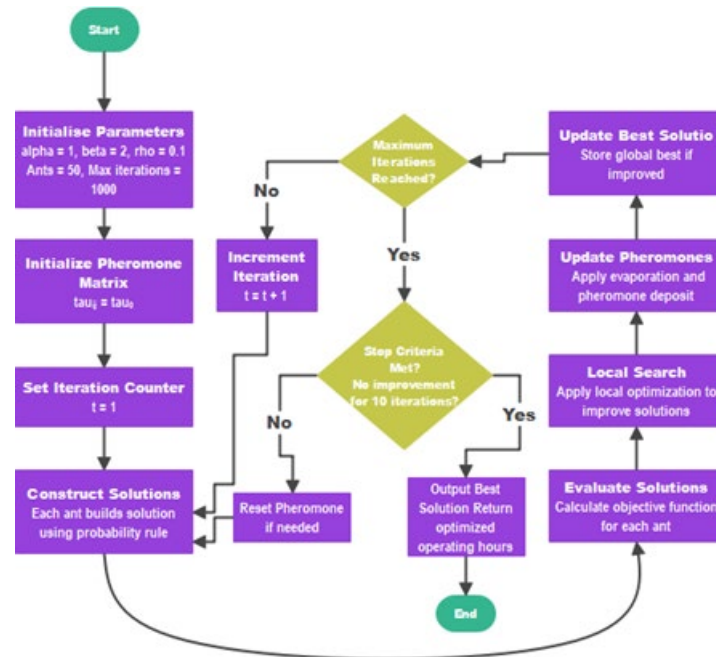 Start
Initialise Parameters
alpha = 1, beta = 2, rho = 0.1
Ants = 50, Max iterations =
1000
Initialize Pheromone
Matrix
tauᵢⱼ = tau₀
Set Iteration Counter
t = 1
Construct Solutions
Each ant builds solution
using probability rule
Evaluate Solutions
Calculate objective function
for each ant
Local Search
Apply local optimization to
improve solutions
Update Pheromones
Apply evaporation and
pheromone deposit
Update Best Solutio
Store global best if
improved
Maximum
Iterations
Reached?
No
Increment
Iteration
t = t + 1
Yes
Stop Criteria
Met?
No improvement
for 10 iterations?
No
Reset Pheromone
if needed
Yes
Output Best
Solution Return
optimized
operating hours
End